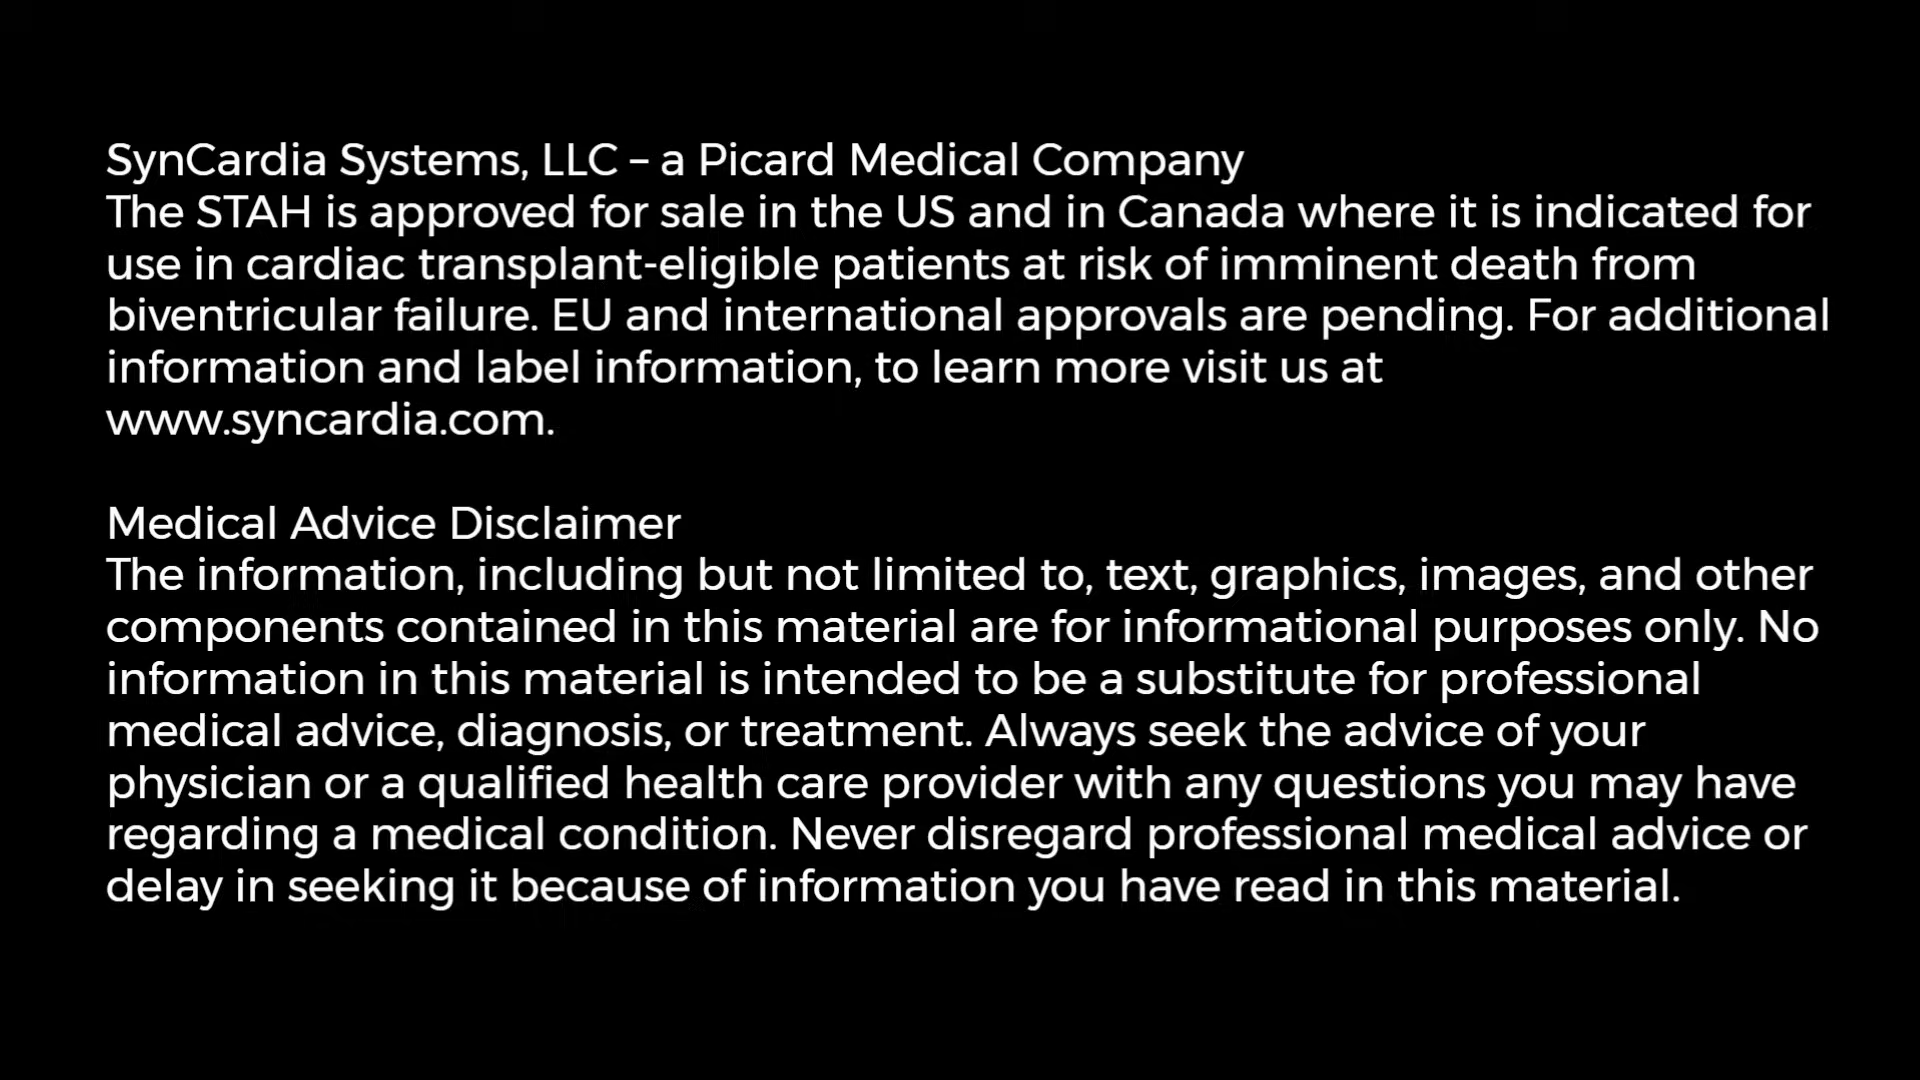 SynCardia Systems, LLC – a Picard Medical Company
The STAH is approved for sale in the US and in Canada where it is indicated for
use in cardiac transplant-eligible patients at risk of imminent death from
biventricular failure. EU and international approvals are pending. For additional
information and label information, to learn more visit us at
www.syncardia.com.
Medical Advice Disclaimer
The information, including but not limited to, text, graphics, images, and other
components contained in this material are for informational purposes only. No
information in this material is intended to be a substitute for professional
medical advice, diagnosis, or treatment. Always seek the advice of your
physician or a qualified health care provider with any questions you may have
regarding a medical condition. Never disregard professional medical advice or
delay in seeking it because of information you have read in this material.